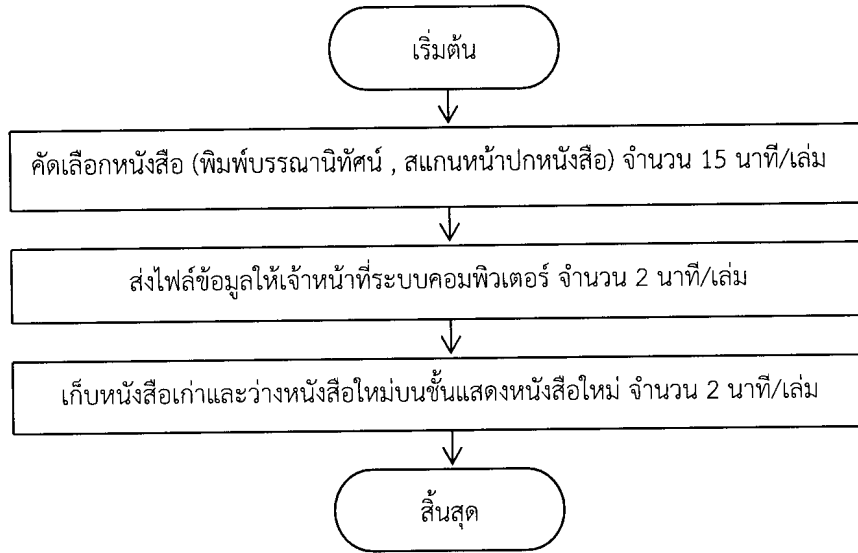 เริ่มต้น
คัดเลือกหนังสือ (พิมพ์บรรณานิทัศน์ , สแกนหน้าปกหนังสือ) จำนวน 15 นาที/เล่ม
ส่งไฟล์ข้อมูลให้เจ้าหน้าที่ระบบคอมพิวเตอร์ จำนวน 2 นาที/เล่ม
เก็บหนังสือเก่าและว่างหนังสือใหม่บนชั้นแสดงหนังสือใหม่ จำนวน 2 นาที/เล่ม
สิ้นสุด